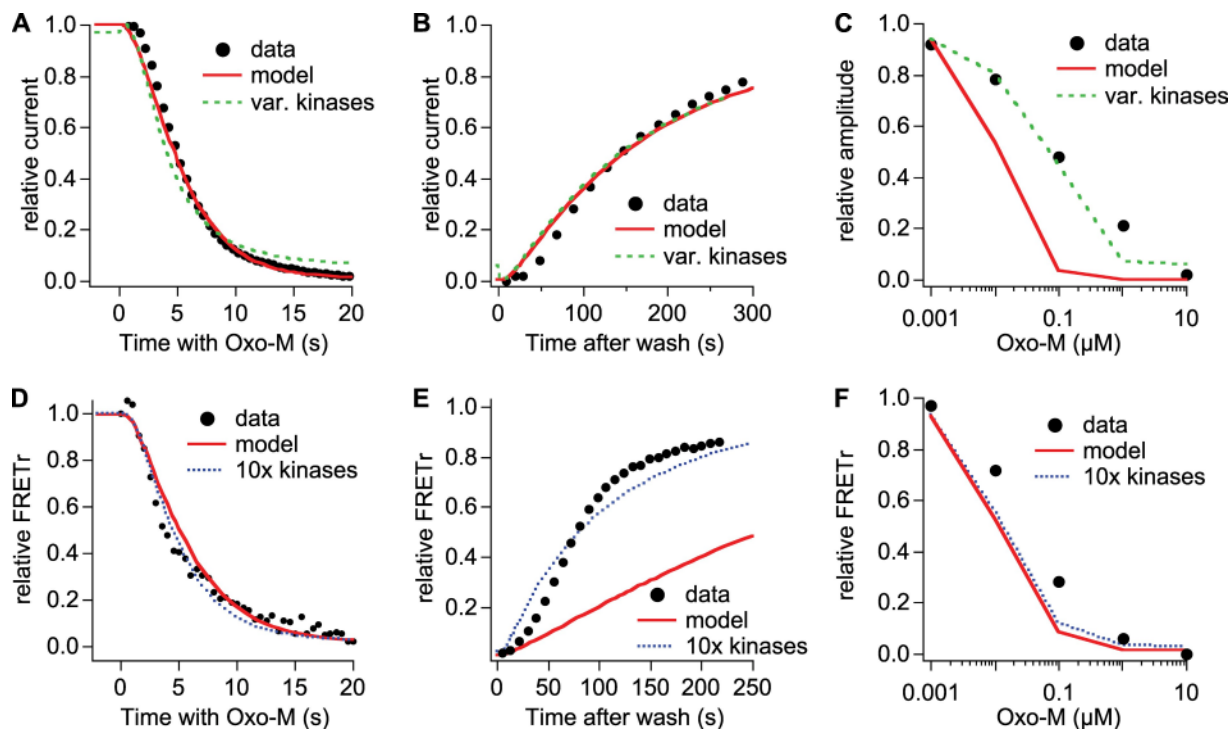 A
relative current
1.0
0.8
0.6
0.4
0.2
0.0
data
model
var. kinases
0 5 10 15 20
Time with Oxo-M (s)
B
relative current
1.0
0.8
0.6
0.4
0.2
0.0
data
model
var. kinases
0 100 200 300
Time after wash (s)
C
relative amplitude
1.0
0.8
0.6
0.4
0.2
0.0
data
model
var. kinases
0.001 0.1 10
Oxo-M (µM)
D
relative FRETr
1.0
0.8
0.6
0.4
0.2
0.0
data
model
10x kinases
0 5 10 15 20
Time with Oxo-M (s)
E
relative FRETr
1.0
0.8
0.6
0.4
0.2
data
model
10x kinases
0 50 100 150 200 250
Time after wash (s)
F
relative FRETr
1.0
0.8
0.6
0.4
0.2
0.0
data
model
10x kinases
0.001 0.1 10
Oxo-M (µM)